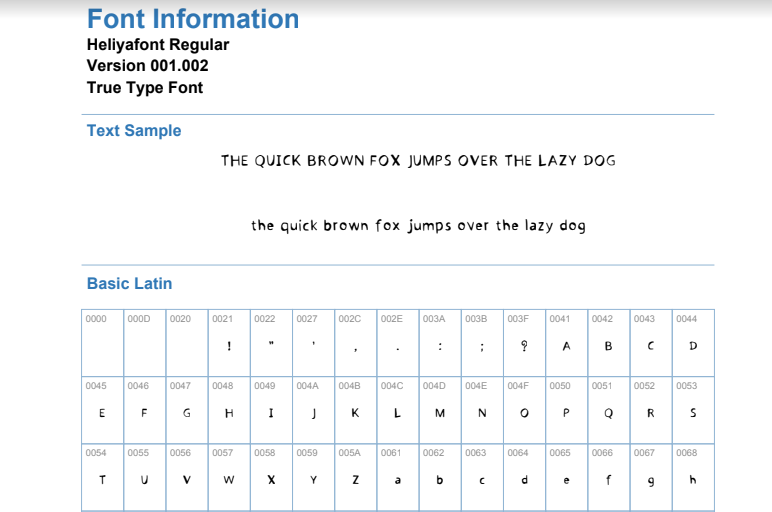 Font Information
Heliyafont Regular
Version 001.002
True Type Font
Text Sample
THE QUICK BROWN FOX JUMPS OVER THE LAZY DOG
the quick brown fox jumps over the lazy dog
Basic Latin
0000 000D 0020 0021 0022 0027 002C 002E 003A 003B 003F 0041 0042 0043 0044
! " ' , . : ; ? A B C D
0045 0046 0047 0048 0049 004A 004B 004C 004D 004E 004F 0050 0051 0052 0053
E F G H I J K L M N O P Q R S
0054 0055 0056 0057 0058 0059 005A 0061 0062 0063 0064 0065 0066 0067 0068
T U V W X Y Z a b c d e f g h